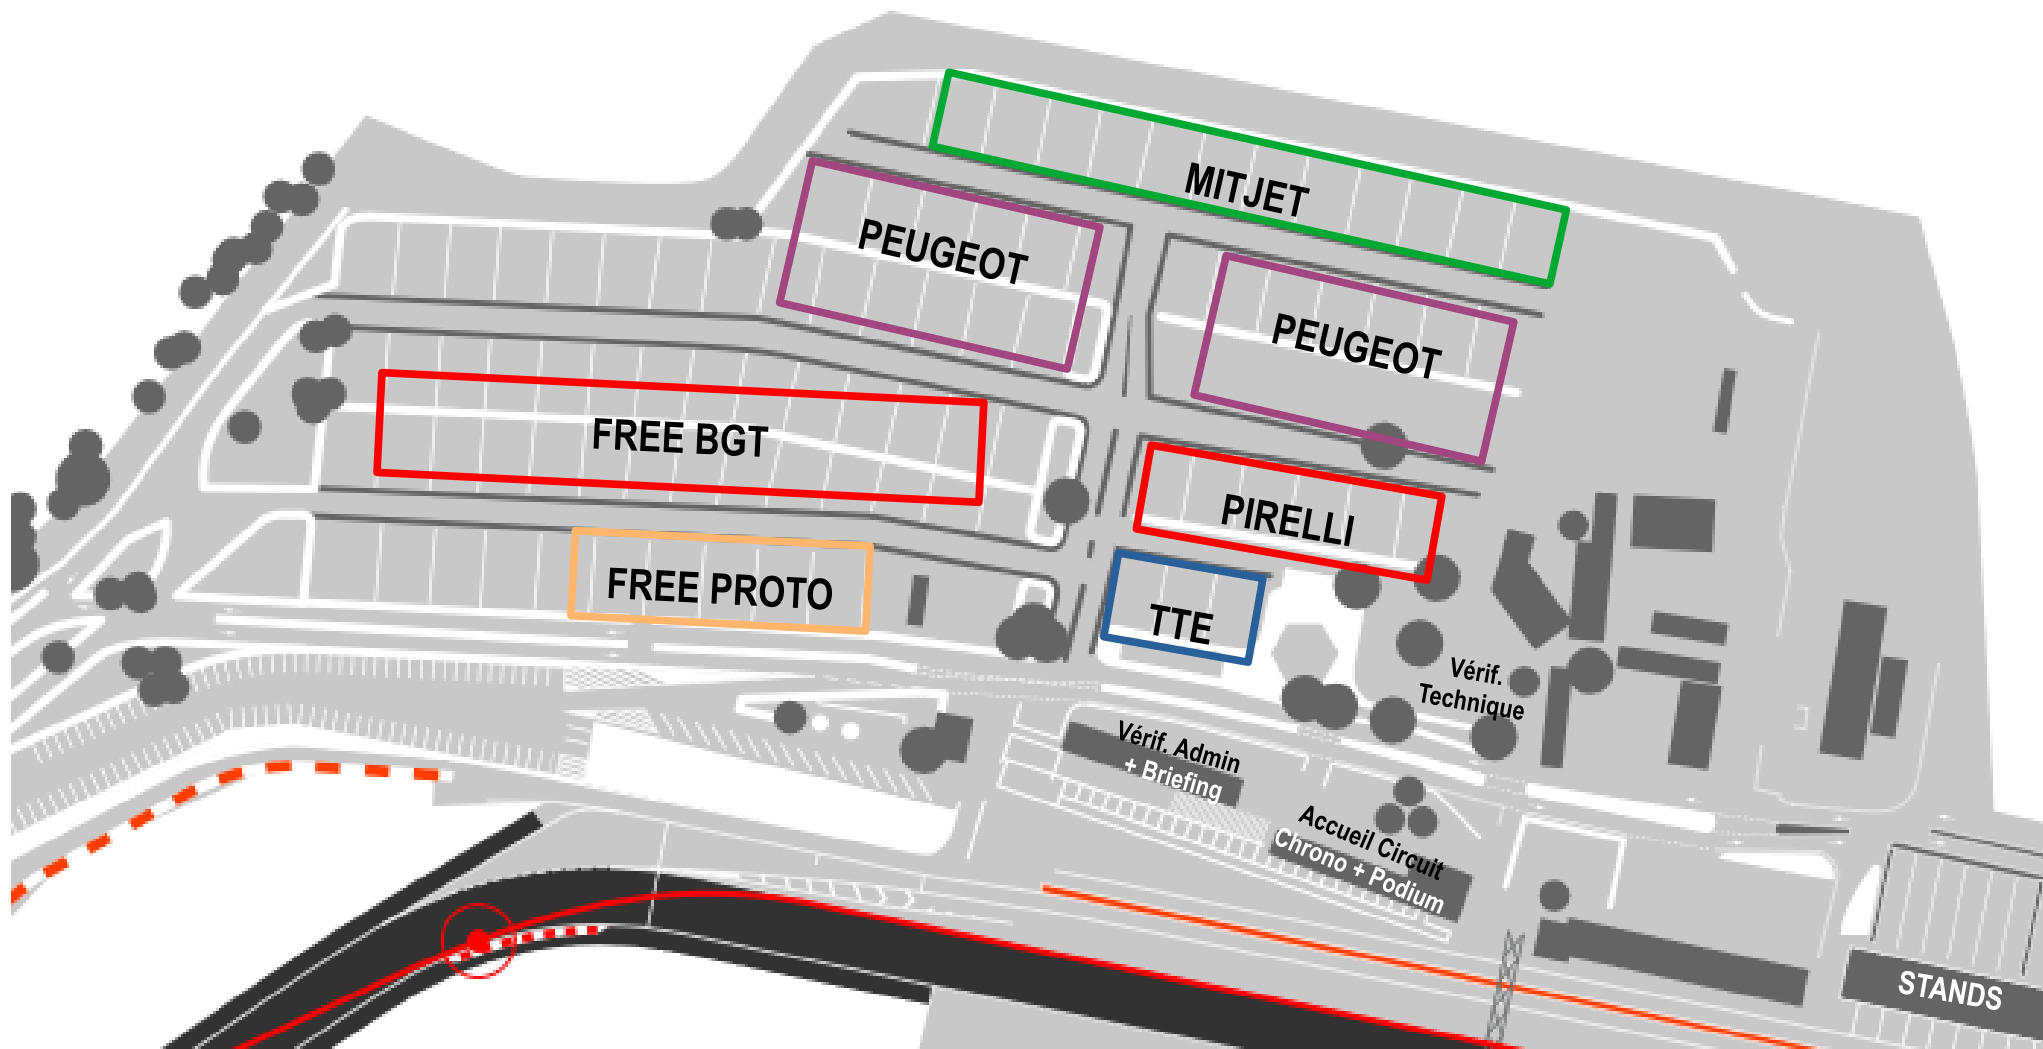 MITJET
PEUGEOT
PEUGEOT
FREE BGT
PIRELLI
FREE PROTO
TTE
Vérif.
Technique
Vérif. Admin
+ Briefing
Accueil Circuit
Chrono + Podium
STANDS